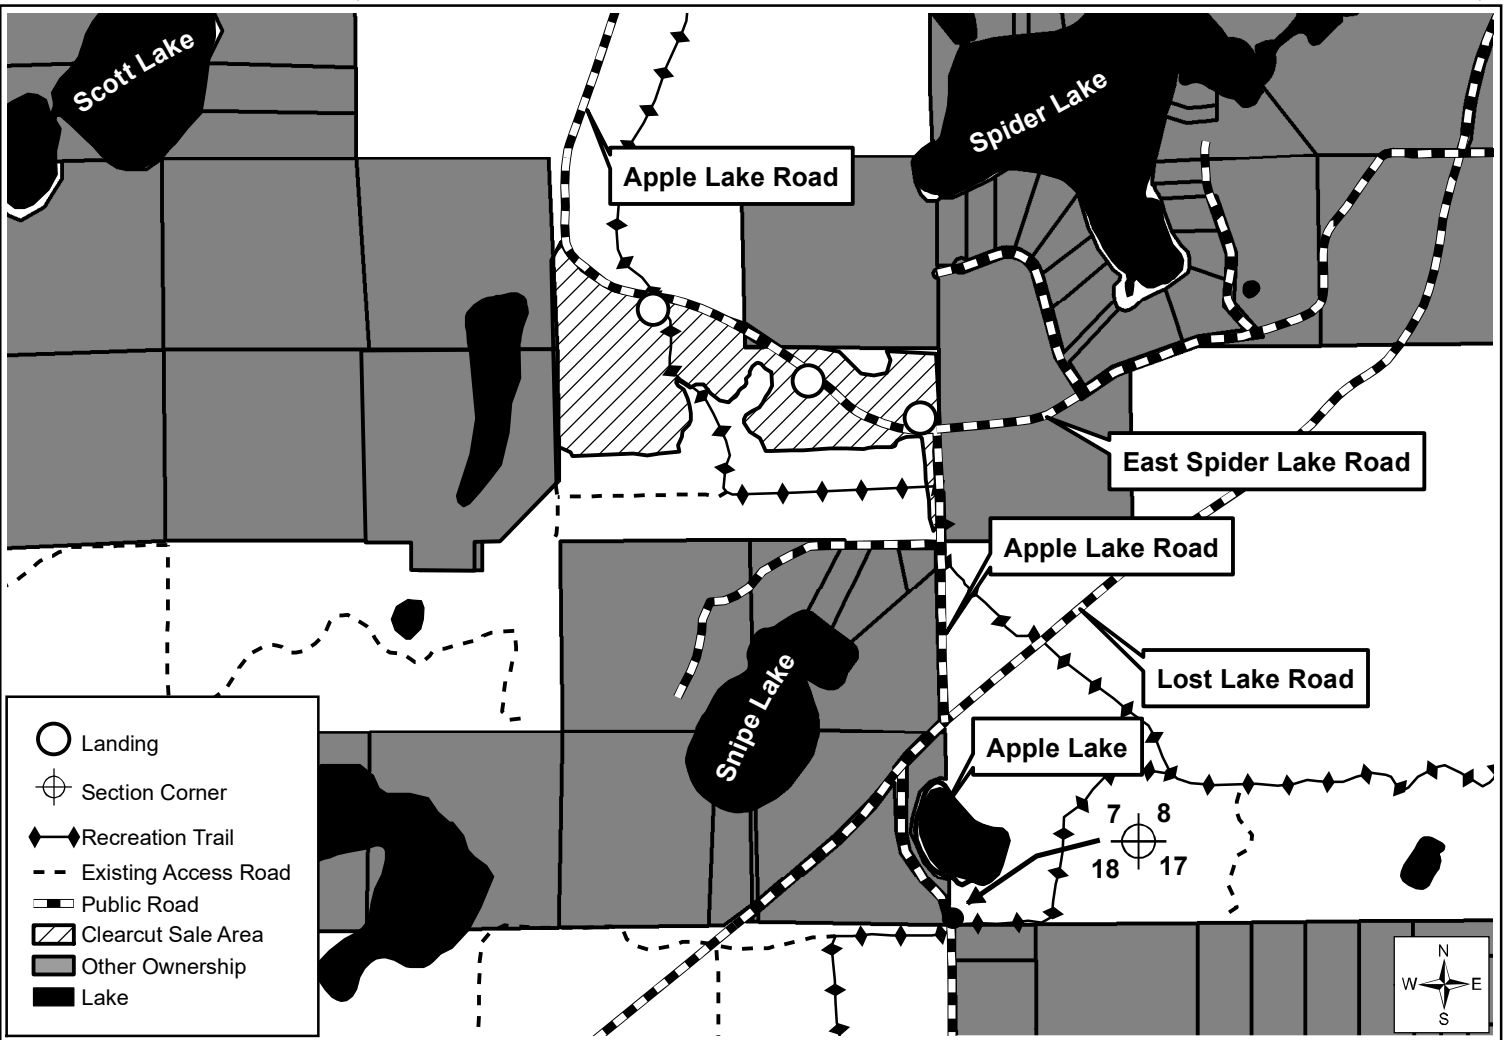 Scott Lake
Spider Lake
Apple Lake Road
East Spider Lake Road
Apple Lake Road
Lost Lake Road
Snipe Lake
Apple Lake
7 8
18 17
Landing
Section Corner
Recreation Trail
Existing Access Road
Public Road
Clearcut Sale Area
Other Ownership
Lake
N
W E
S